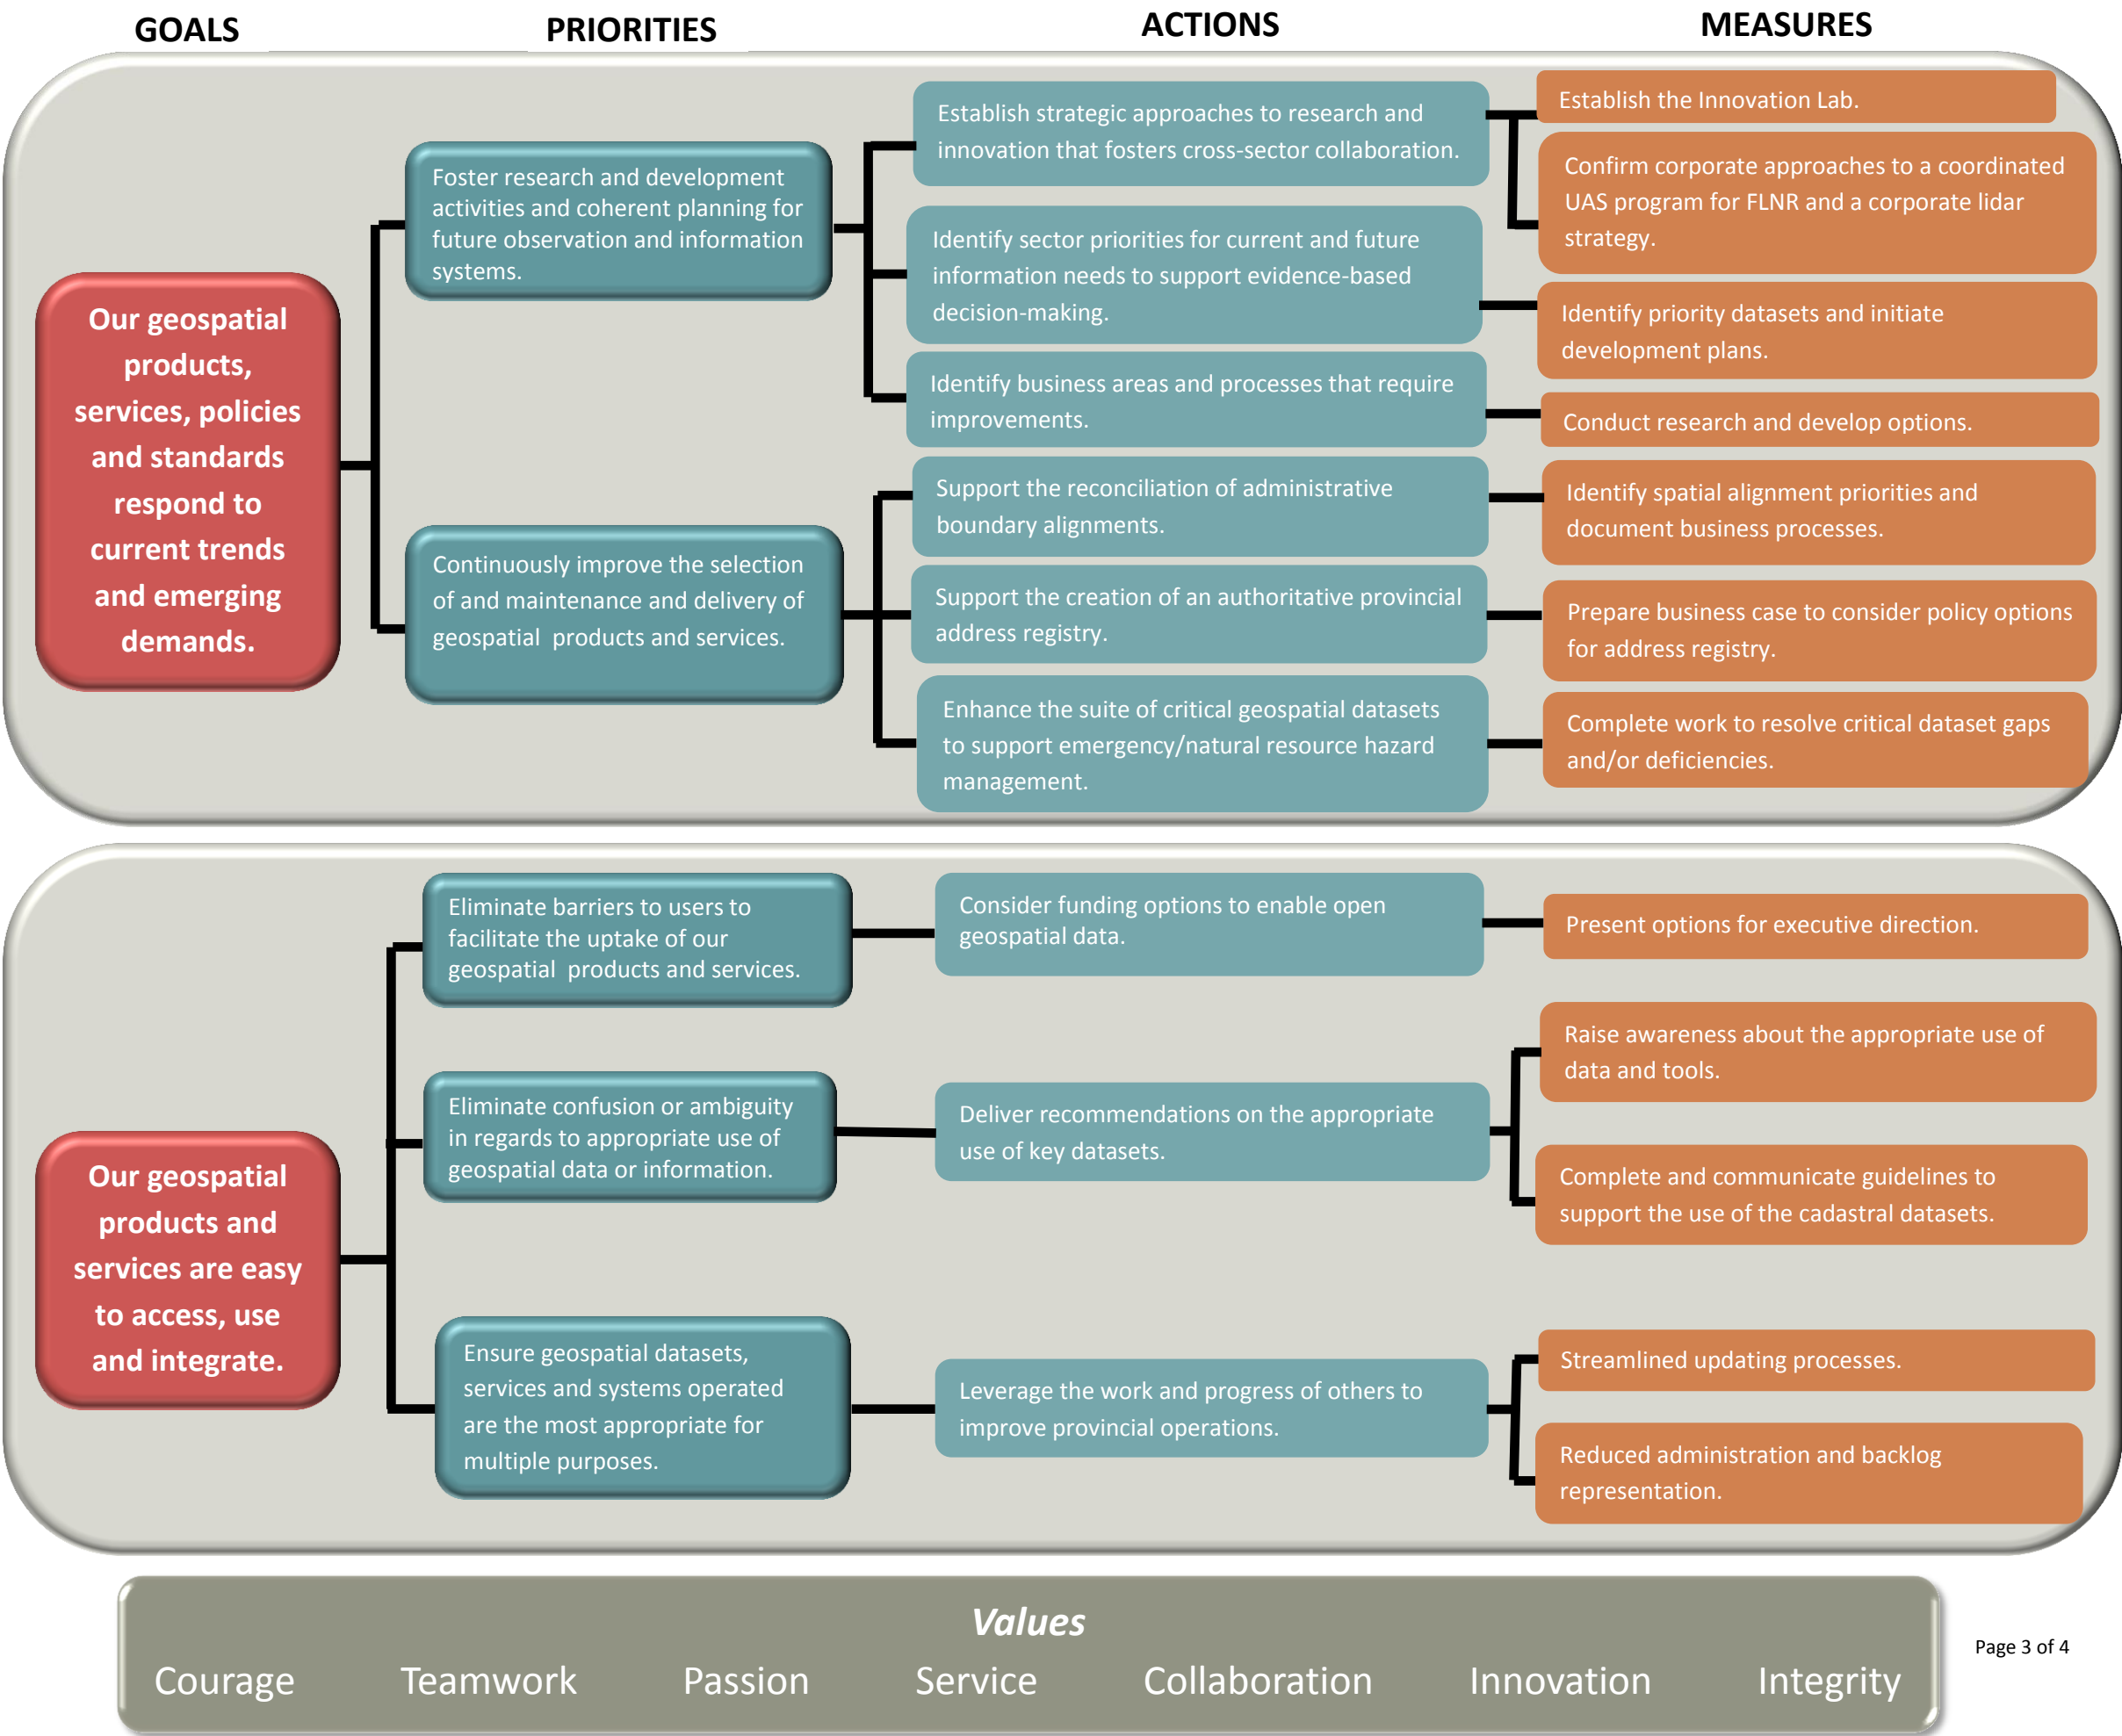 GOALS
PRIORITIES
ACTIONS
MEASURES
Our geospatial
products,
services, policies
and standards
respond to
current trends
and emerging
demands.
Foster research and development
activities and coherent planning for
future observation and information
systems.
Establish strategic approaches to research and
innovation that fosters cross-sector collaboration.
Establish the Innovation Lab.
Confirm corporate approaches to a coordinated
UAS program for FLNR and a corporate lidar
strategy.
Identify sector priorities for current and future
information needs to support evidence-based
decision-making.
Identify priority datasets and initiate
development plans.
Identify business areas and processes that require
improvements.
Conduct research and develop options.
Continuously improve the selection
of and maintenance and delivery of
geospatial  products and services.
Support the reconciliation of administrative
boundary alignments.
Identify spatial alignment priorities and
document business processes.
Support the creation of an authoritative provincial
address registry.
Prepare business case to consider policy options
for address registry.
Enhance the suite of critical geospatial datasets
to support emergency/natural resource hazard
management.
Complete work to resolve critical dataset gaps
and/or deficiencies.
Our geospatial
products and
services are easy
to access, use
and integrate.
Eliminate barriers to users to
facilitate the uptake of our
geospatial  products and services.
Consider funding options to enable open
geospatial data.
Present options for executive direction.
Eliminate confusion or ambiguity
in regards to appropriate use of
geospatial data or information.
Deliver recommendations on the appropriate
use of key datasets.
Raise awareness about the appropriate use of
data and tools.
Complete and communicate guidelines to
support the use of the cadastral datasets.
Ensure geospatial datasets,
services and systems operated
are the most appropriate for
multiple purposes.
Leverage the work and progress of others to
improve provincial operations.
Streamlined updating processes.
Reduced administration and backlog
representation.
Values
Courage Teamwork Passion Service Collaboration Innovation Integrity
Page 3 of 4